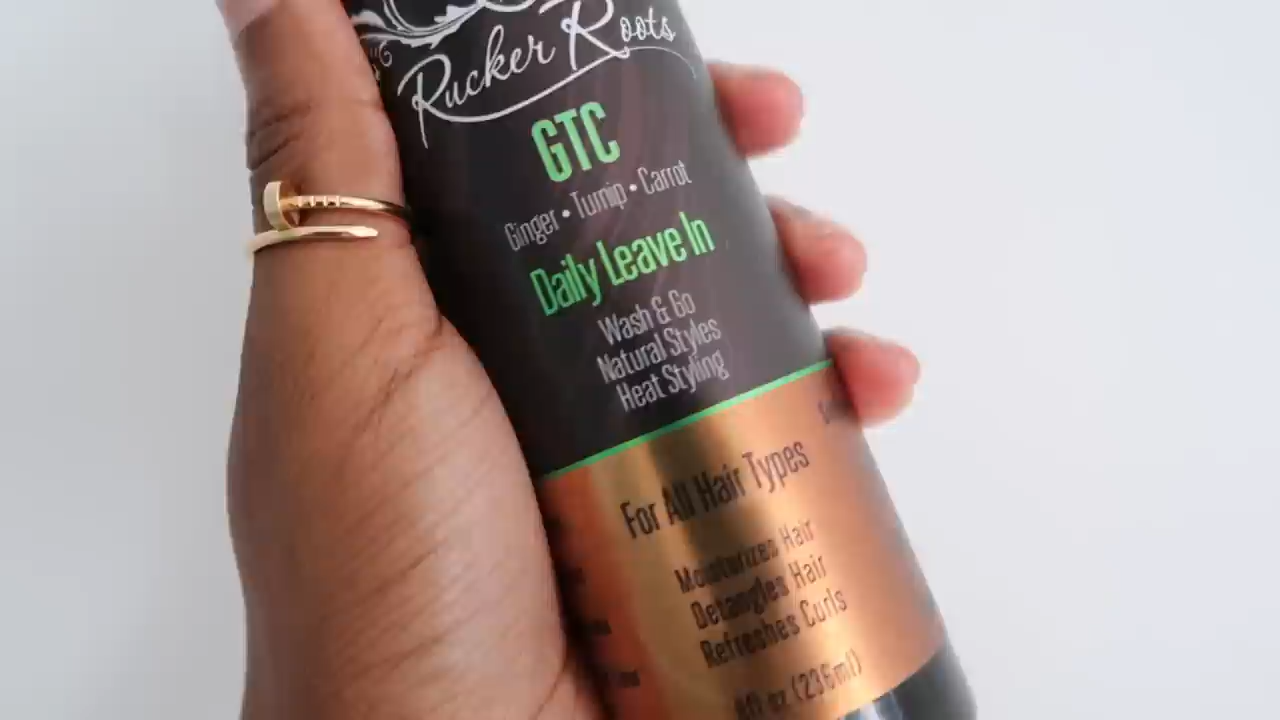 Rucker Roots
GTC
Ginger • Turnip • Carrot
Daily Leave In
Wash & Go
Natural Styles
Heat Styling
For All Hair Types
Moisturizes Hair
Detangles Hair
Refreshes Curls
(236ml)